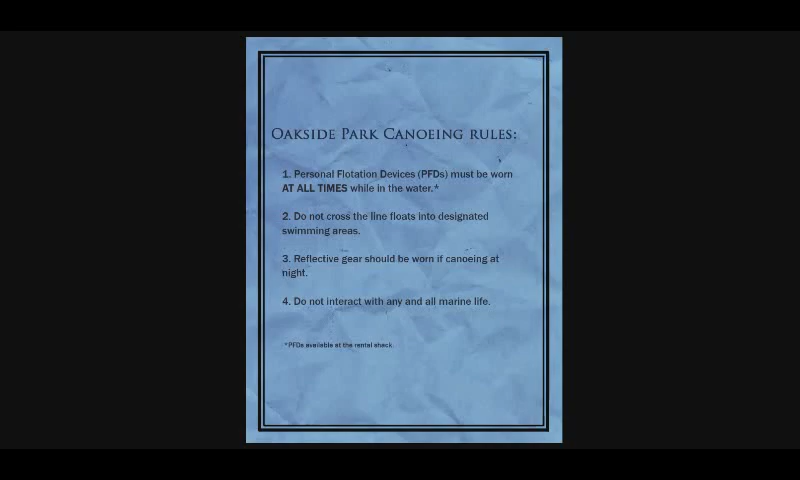 Oakside Park Canoeing rules:
1. Personal Flotation Devices (PFDs) must be worn
AT ALL TIMES while in the water.*
2. Do not cross the line floats into designated
swimming areas.
3. Reflective gear should be worn if canoeing at
night.
4. Do not interact with any and all marine life.
*PFDs available at the rental shack.